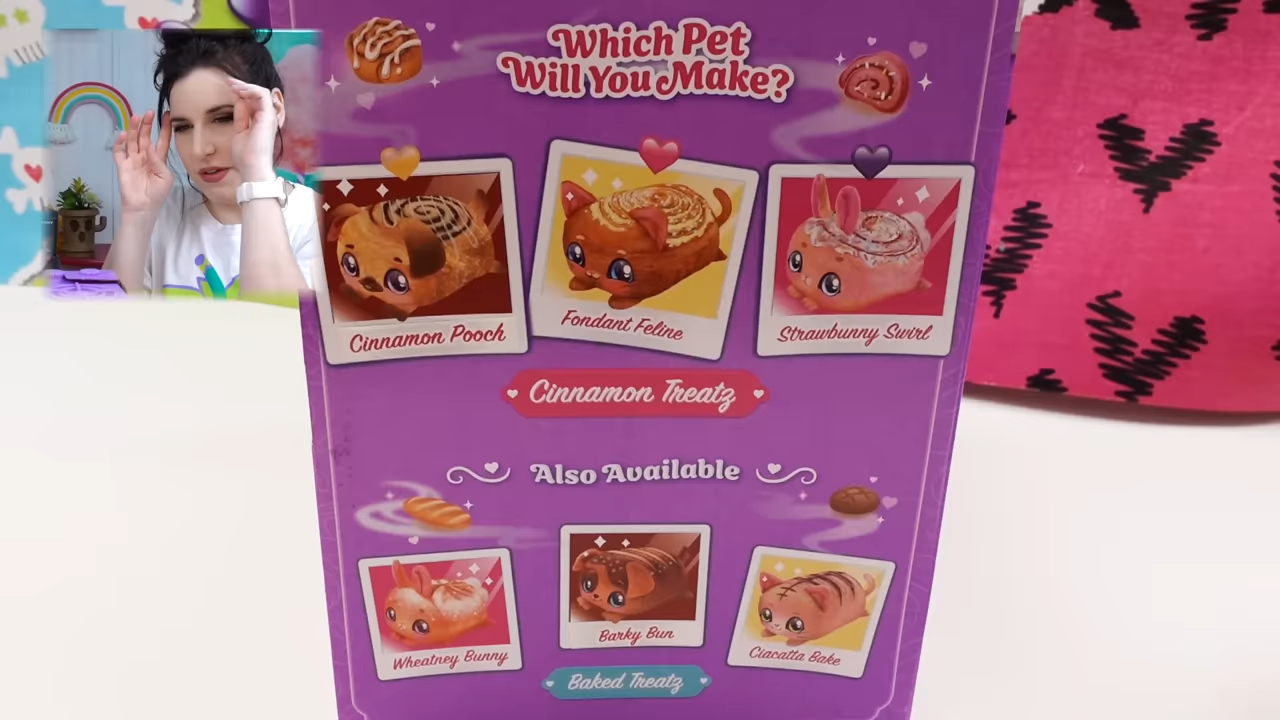 Which Pet
Will You Make?
Cinnamon Pooch
Fondant Feline
Strawbunny Swirl
Cinnamon Treatz
Also Available
Wheatney Bunny
Barky Bun
Ciacatta Bake
Baked Treatz